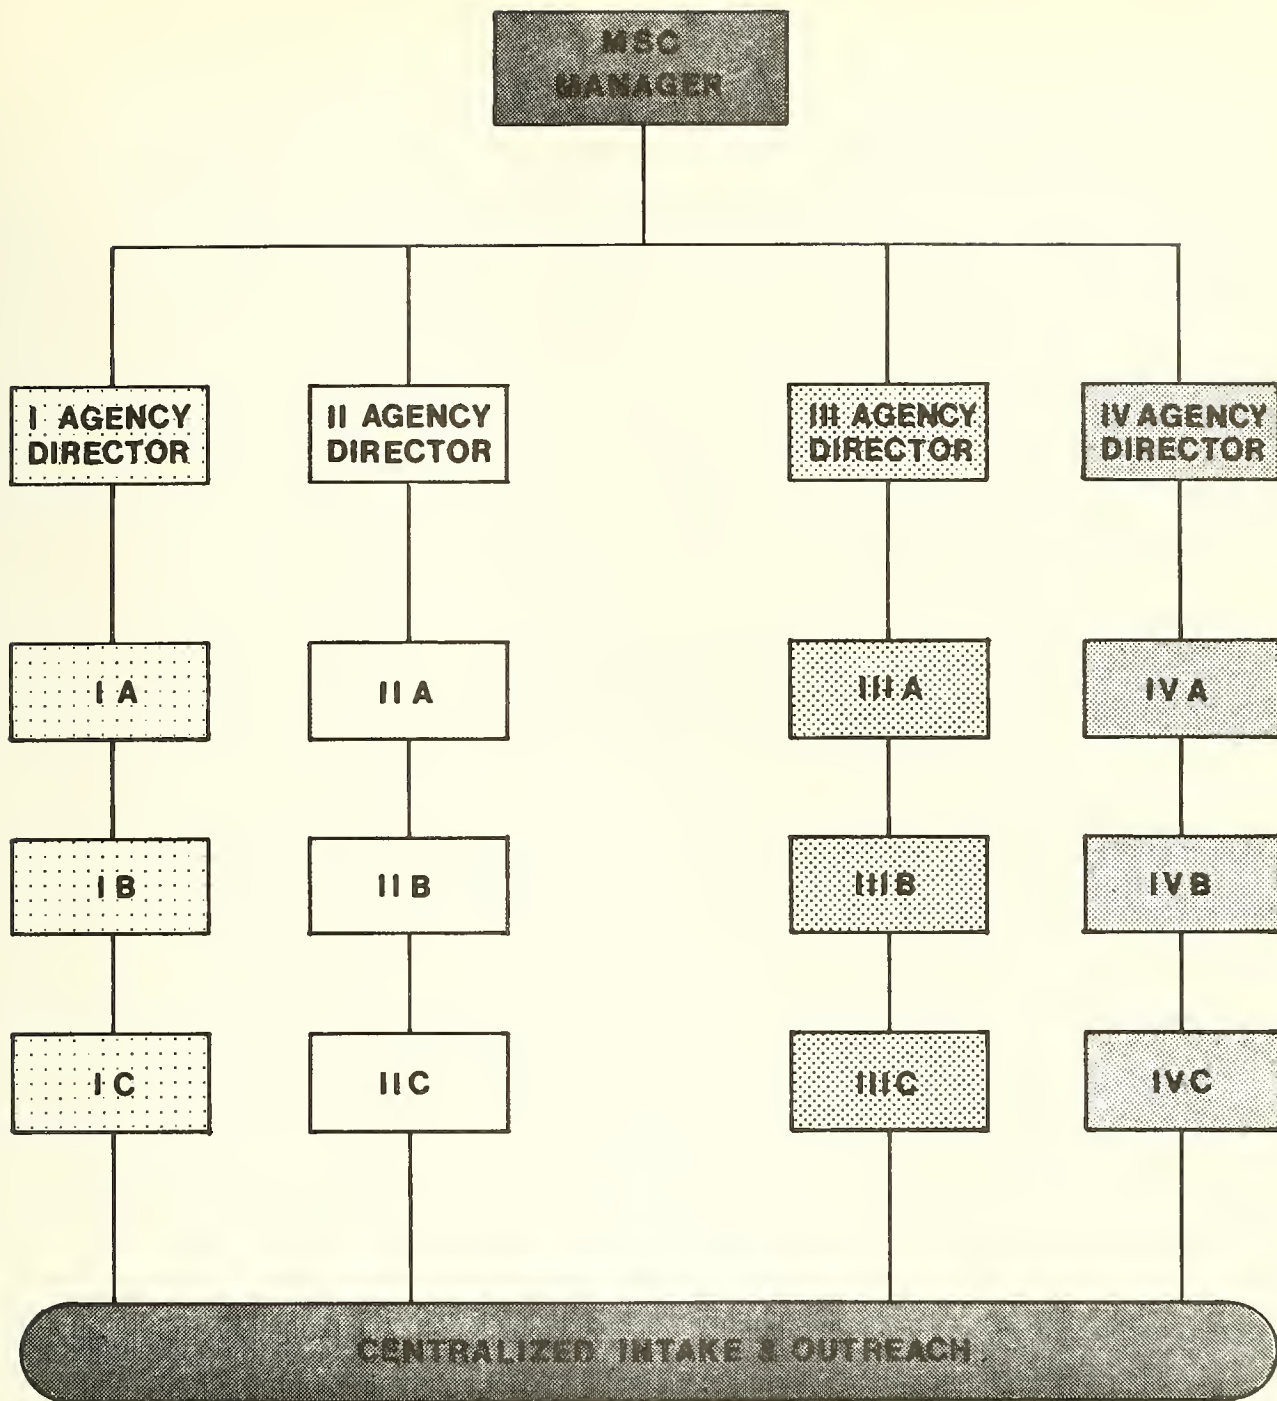 MSC
MANAGER
I AGENCY
DIRECTOR
II AGENCY
DIRECTOR
III AGENCY
DIRECTOR
IV AGENCY
DIRECTOR
I A
II A
III A
IV A
I B
II B
III B
IV B
I C
II C
III C
IV C
CENTRALIZED INTAKE & OUTREACH